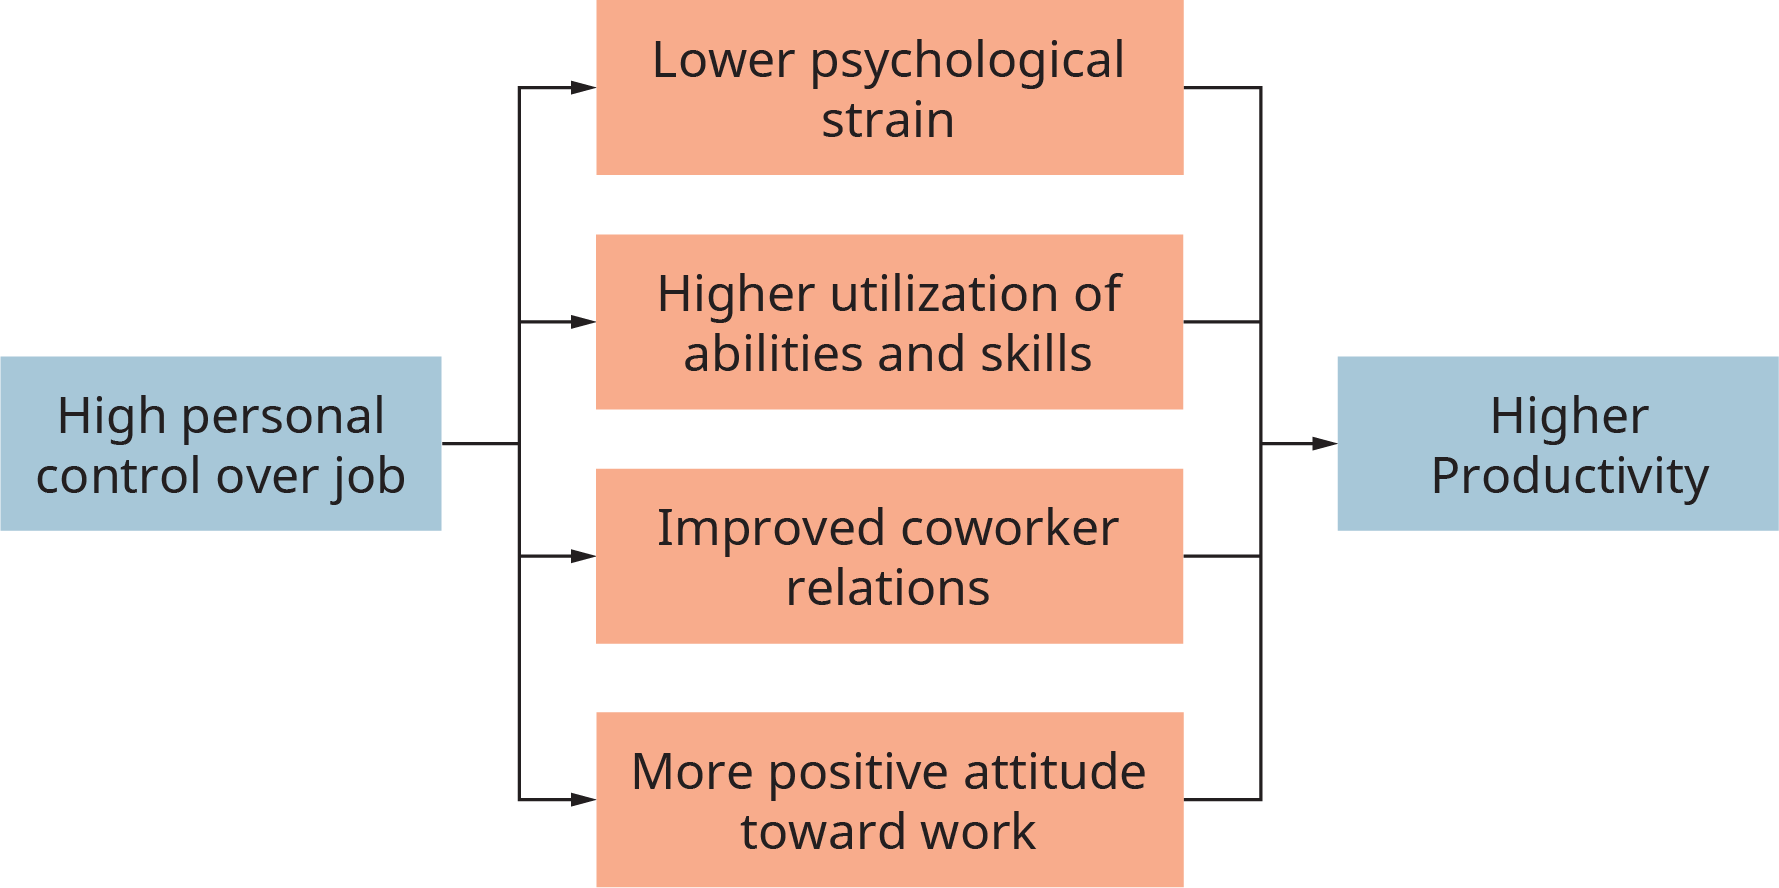 Lower psychological
strain
Higher utilization of
abilities and skills
High personal
control over job
Higher
Productivity
Improved coworker
relations
More positive attitude
toward work